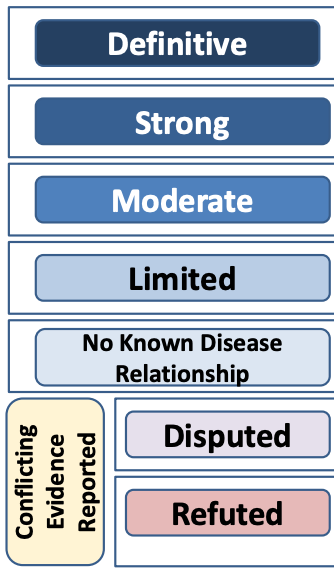 Definitive
Strong
Moderate
Limited
No Known Disease
Relationship
Conflicting
Evidence
Reported
Disputed
Refuted